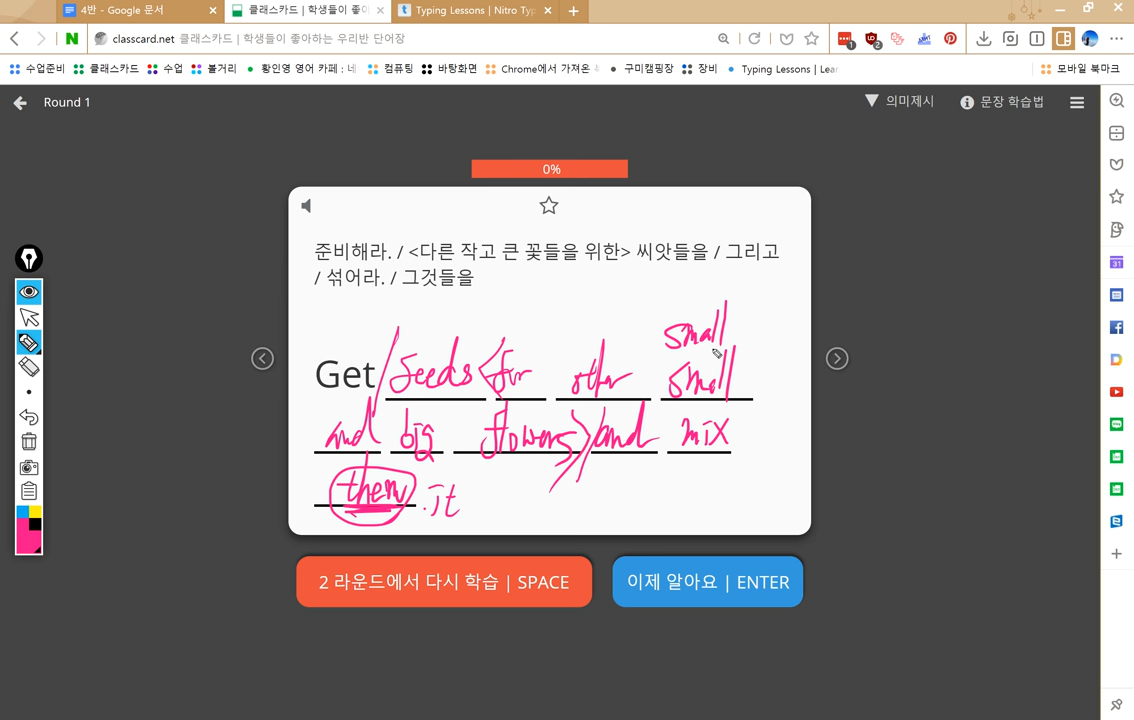 4반 - Google 문서
클래스카드 | 학생들이 좋아
Typing Lessons | Nitro Typ
classcard.net 클래스카드 | 학생들이 좋아하는 우리반 단어장
수업준비 클래스카드 수업 볼거리 황인영 영어 카페 : 네 컴퓨팅 바탕화면 Chrome에서 가져온 구미캠핑장 장비 Typing Lessons | Lear 모바일 북마크
Round 1 의미제시 문장 학습법
0%
준비해라. / <다른 작고 큰 꽃들을 위한> 씨앗들을 / 그리고
/ 섞어라. / 그것들을
small
Get / Seeds <for other small
and big flowers> / and mix
them . it
2 라운드에서 다시 학습 | SPACE 이제 알아요 | ENTER